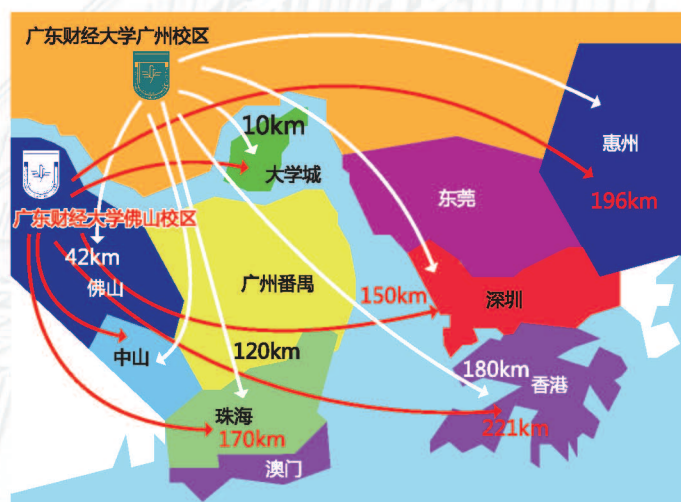 广东财经大学广州校区
10km
惠州
大学城
东莞
196km
广东财经大学佛山校区
42km
广州番禺
佛山
150km
深圳
中山
120km
180km
香港
珠海
170km
221km
澳门